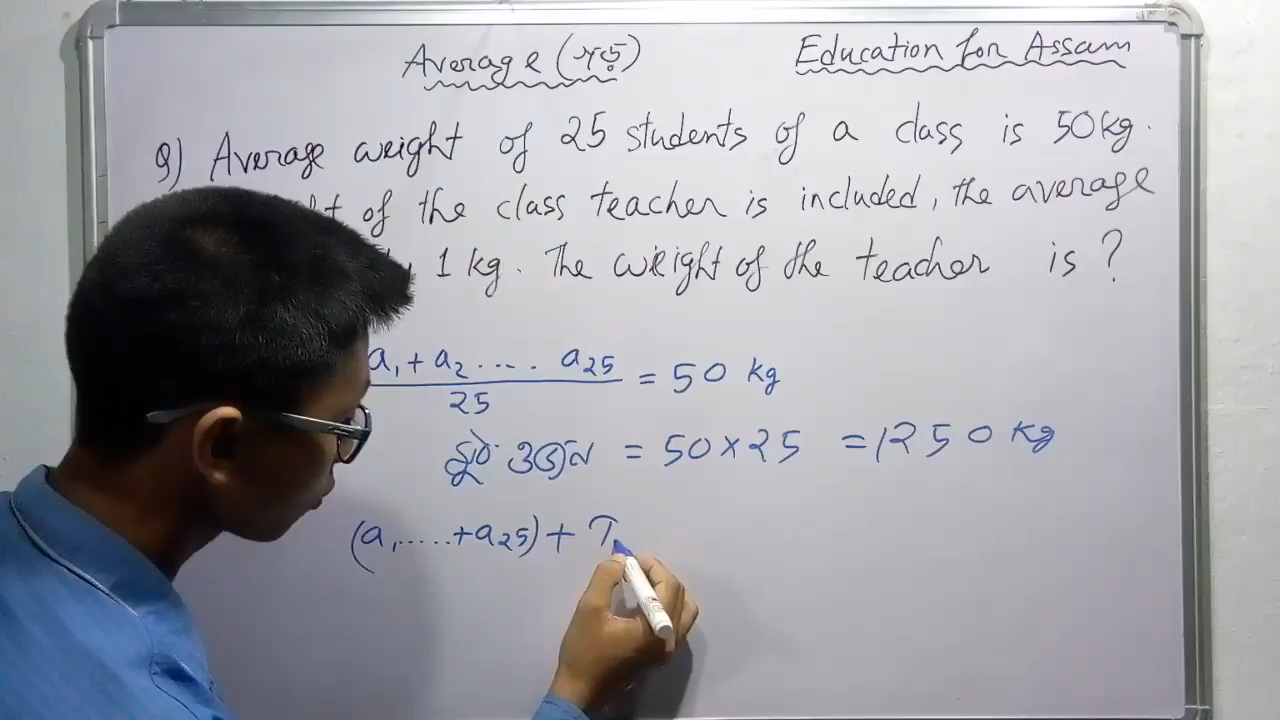 Average (গড়)
Education for Assam
Q) Average weight of 25 students of a class is 50kg.
of the class teacher is included, the average
1 kg. The weight of the teacher is ?
a₁ + a₂ .... a₂₅ = 50 kg
25
ওজন = 50 × 25 = 1250 kg
(a, ..... + a₂₅) + T